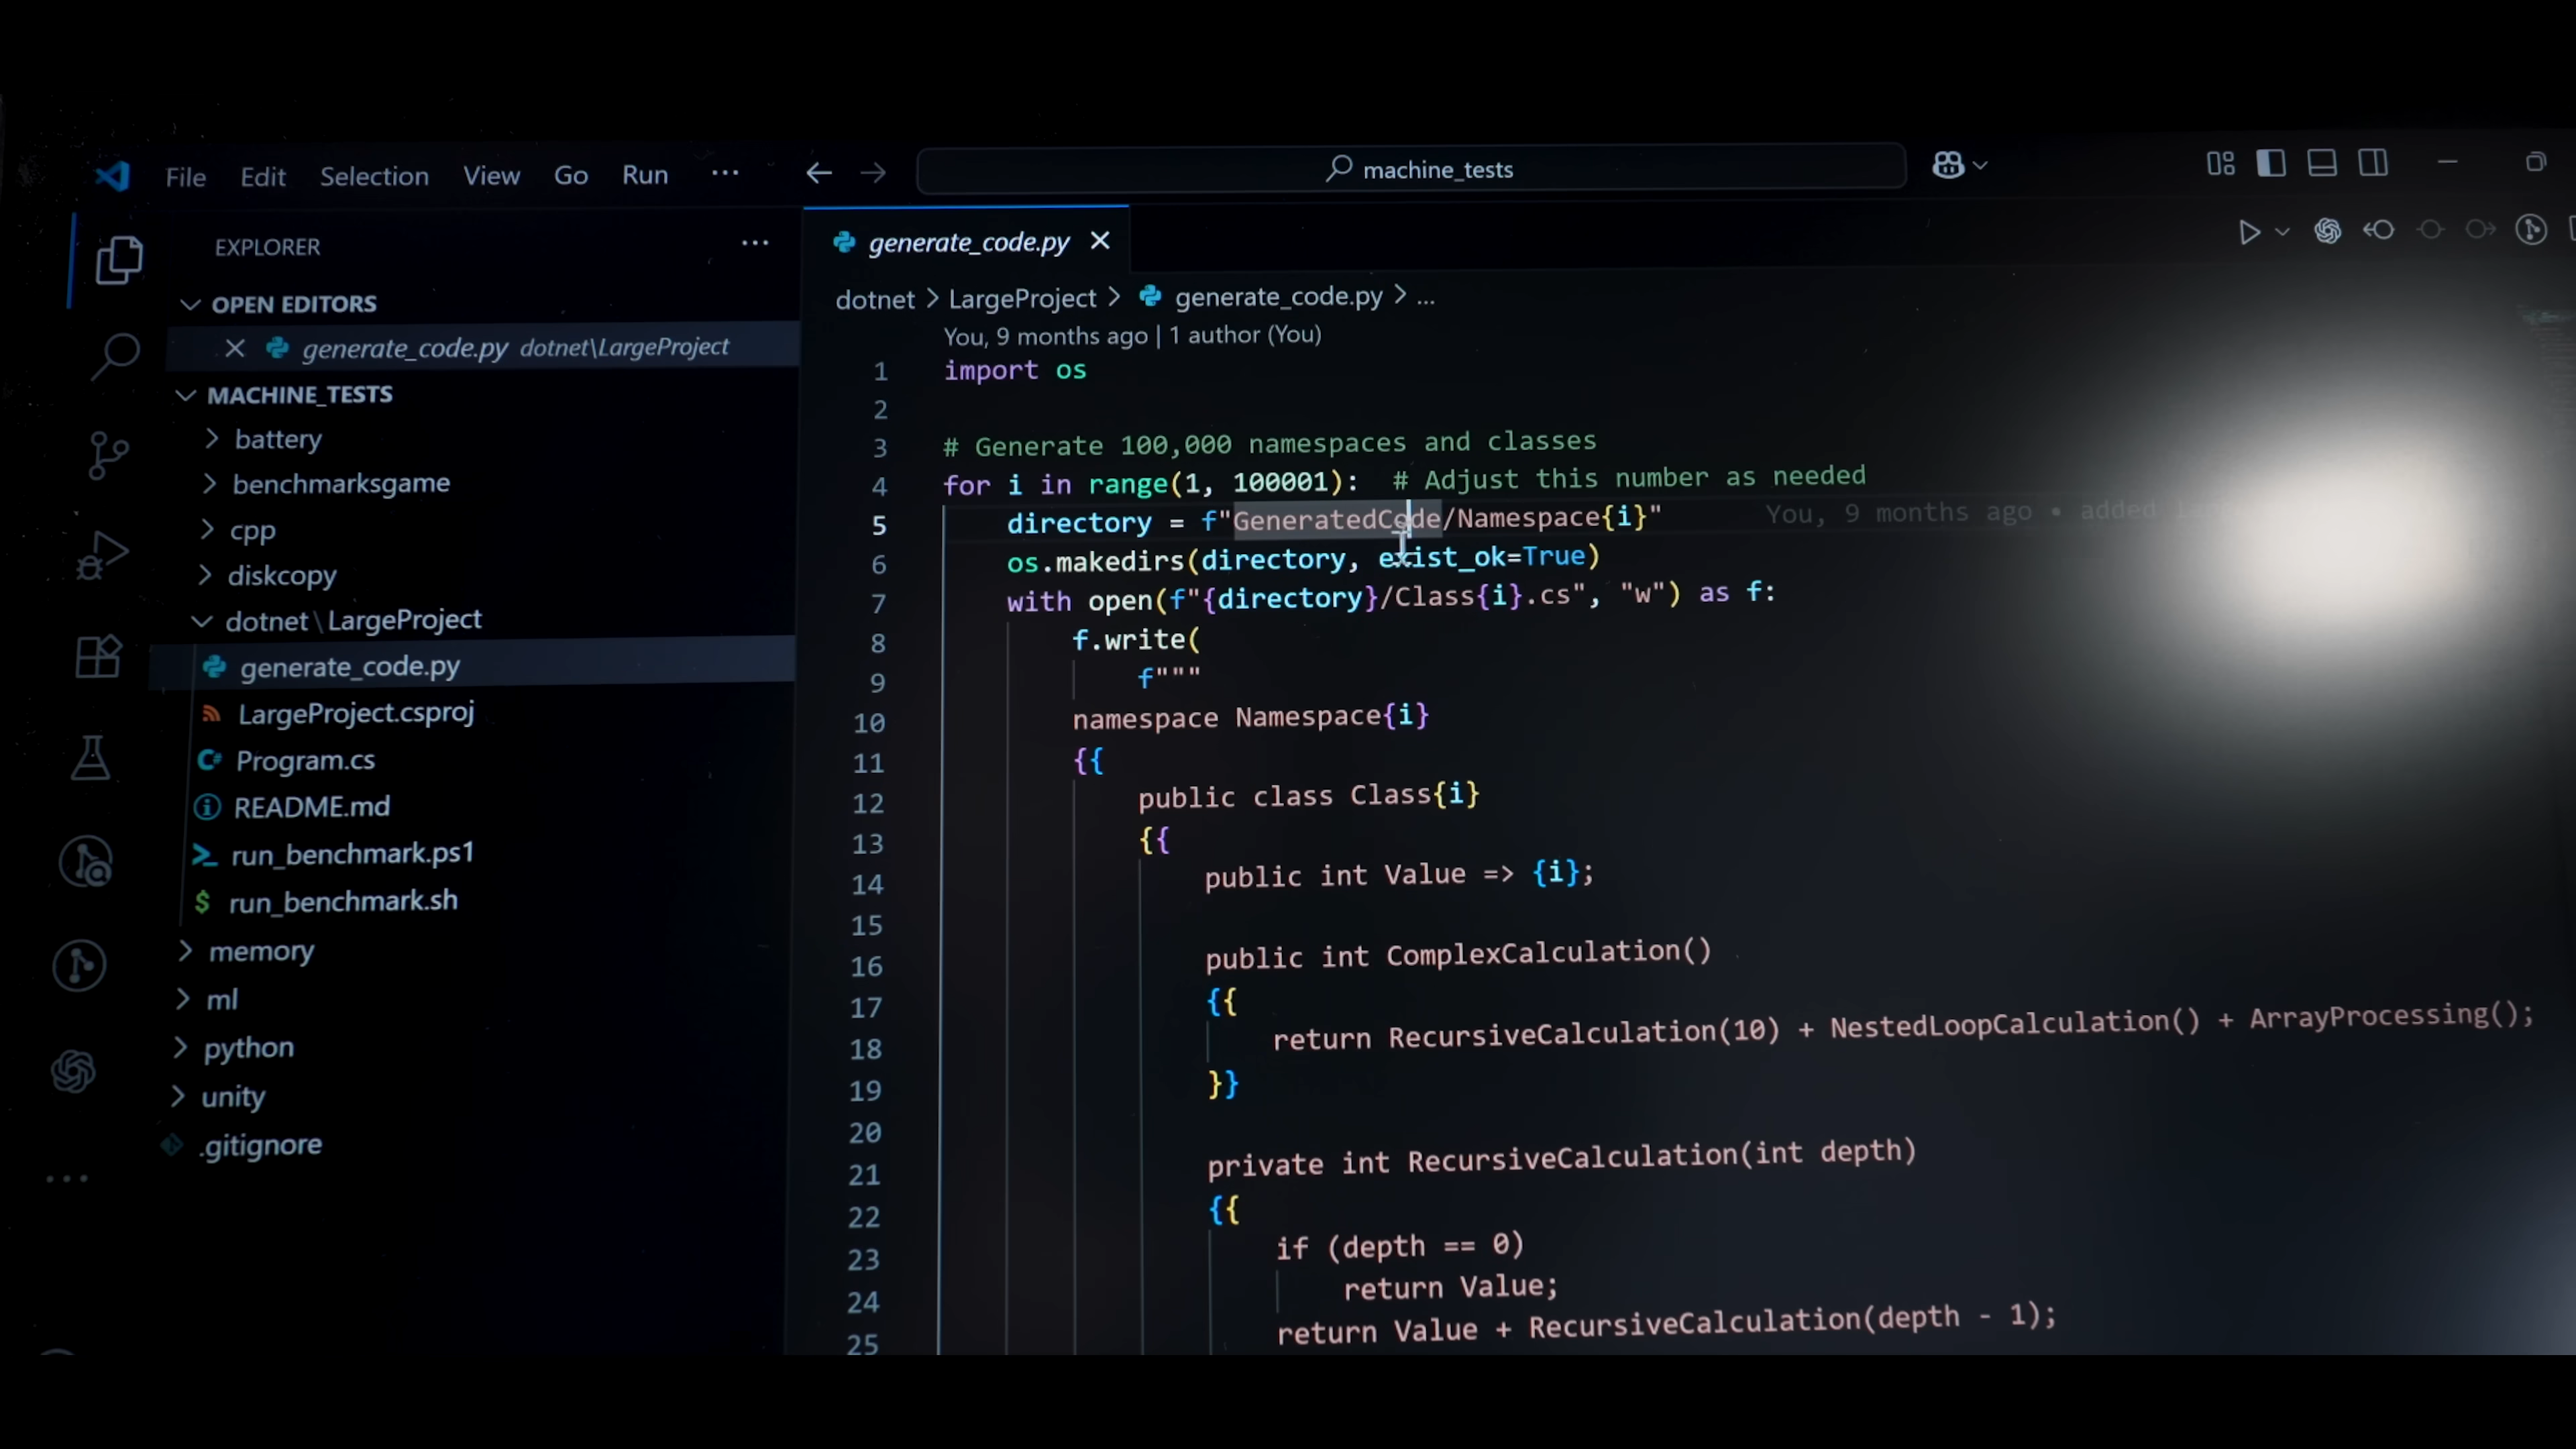 File Edit Selection View Go Run ... machine_tests
EXPLORER ...
OPEN EDITORS
generate_code.py dotnet\LargeProject
MACHINE_TESTS
battery
benchmarksgame
cpp
diskcopy
dotnet\LargeProject
generate_code.py
LargeProject.csproj
Program.cs
README.md
run_benchmark.ps1
run_benchmark.sh
memory
ml
python
unity
.gitignore
generate_code.py
dotnet > LargeProject > generate_code.py > ...
You, 9 months ago | 1 author (You)
1 import os
2
3 # Generate 100,000 namespaces and classes
4 for i in range(1, 100001): # Adjust this number as needed
5 directory = f"GeneratedCode/Namespace{i}" You, 9 months ago • added
6 os.makedirs(directory, exist_ok=True)
7 with open(f"{directory}/Class{i}.cs", "w") as f:
8 f.write(
9 f"""
10 namespace Namespace{i}
11 {{
12 public class Class{i}
13 {{
14 public int Value => {i};
15
16 public int ComplexCalculation()
17 {{
18 return RecursiveCalculation(10) + NestedLoopCalculation() + ArrayProcessing();
19 }}
20
21 private int RecursiveCalculation(int depth)
22 {{
23 if (depth == 0)
24 return Value;
25 return Value + RecursiveCalculation(depth - 1);